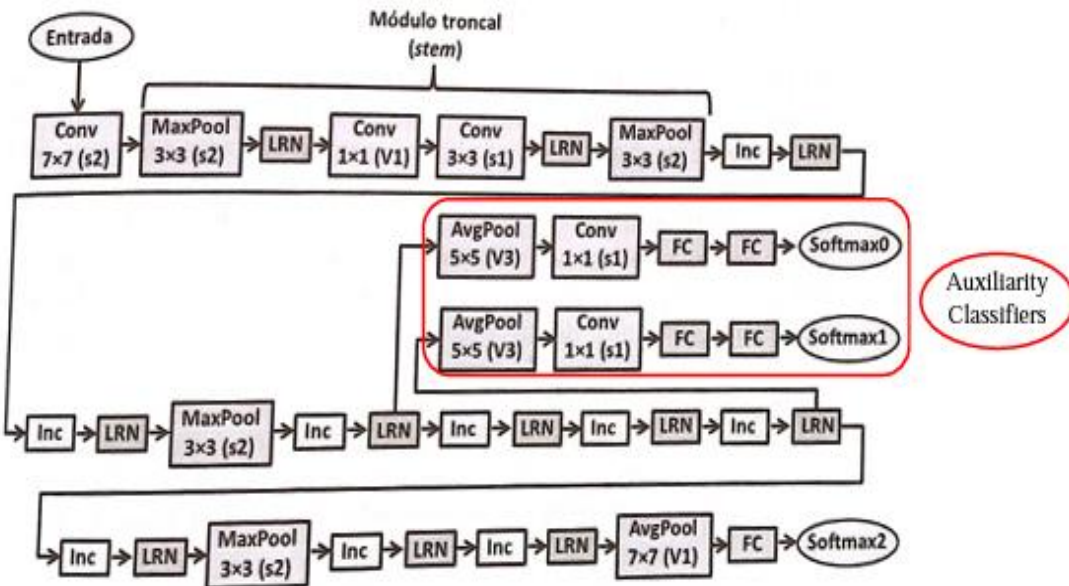 Módulo troncal
(stem)
Entrada
Conv
7×7 (s2)
MaxPool
3×3 (s2)
LRN
Conv
1×1 (V1)
Conv
3×3 (s1)
LRN
MaxPool
3×3 (s2)
Inc
LRN
AvgPool
5×5 (V3)
Conv
1×1 (s1)
FC
FC
Softmax0
AvgPool
5×5 (V3)
Conv
1×1 (s1)
FC
FC
Softmax1
Auxiliarity
Classifiers
Inc
LRN
MaxPool
3×3 (s2)
Inc
LRN
Inc
LRN
Inc
LRN
Inc
LRN
Inc
LRN
MaxPool
3×3 (s2)
Inc
LRN
Inc
LRN
AvgPool
7×7 (V1)
FC
Softmax2